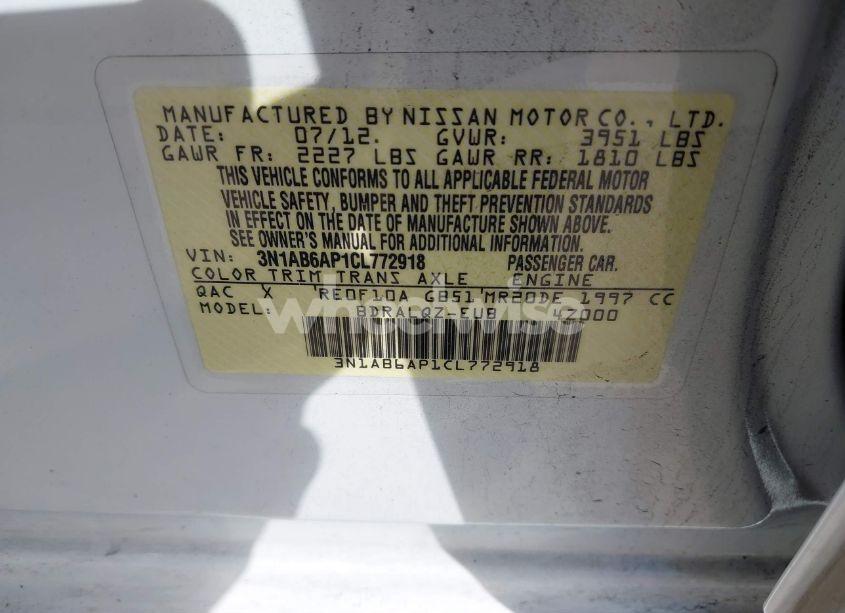 MANUFACTURED BY NISSAN MOTOR CO., LTD.
DATE: 07/12. GVWR: 3951 LBS
GAWR FR: 2227 LBS GAWR RR: 1810 LBS
THIS VEHICLE CONFORMS TO ALL APPLICABLE FEDERAL MOTOR
VEHICLE SAFETY, BUMPER AND THEFT PREVENTION STANDARDS
IN EFFECT ON THE DATE OF MANUFACTURE SHOWN ABOVE.
SEE OWNER'S MANUAL FOR ADDITIONAL INFORMATION.
VIN: 3N1AB6AP1CL772918 PASSENGER CAR.
COLOR TRIM TRANS AXLE ENGINE
QAC X RE0F10A GB51 MR20DE 1997 CC
MODEL: BDRALQZ-EUB 4Z000
wheelwise
3N1AB6AP1CL772918